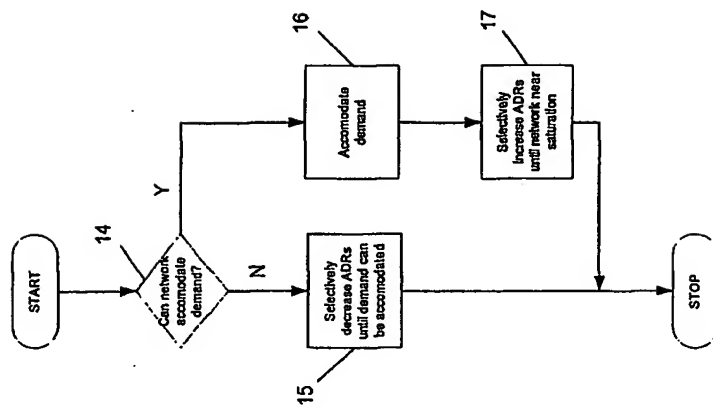 START
14
Can network
accomodate
demand?
Y
N
16
Accomodate
demand
15
Selectively
decrease ADRs
until demand can
be accomodated
17
Selectively
increase ADRs
until network near
saturation
STOP